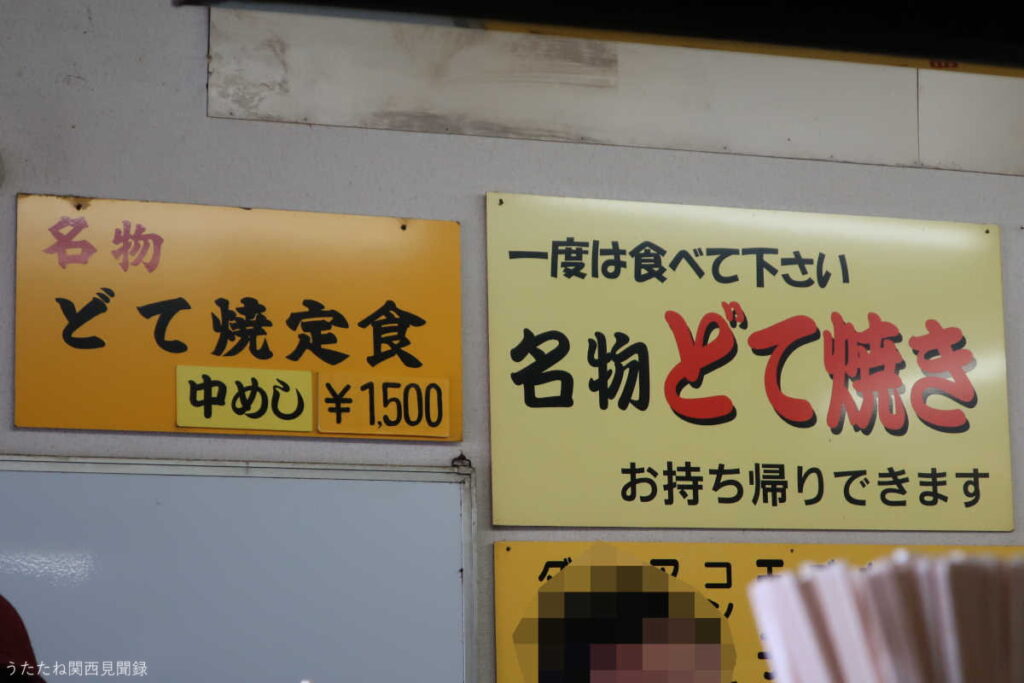 名物
どて焼定食
中めし ¥1,500
一度は食べて下さい
名物どて焼き
お持ち帰りできます
うたたね関西見聞録